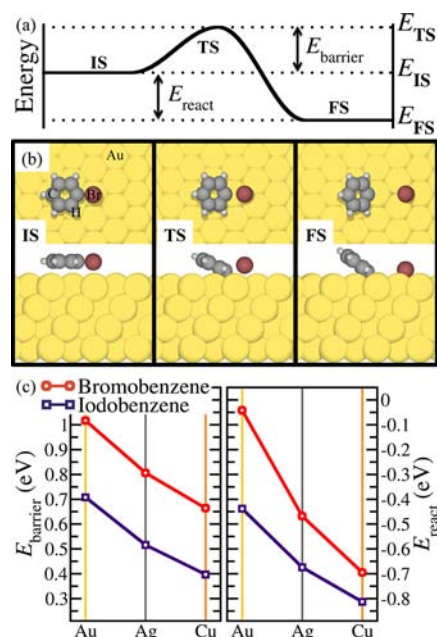 (a)
Energy
IS
TS
FS
E_barrier
E_react
E_TS
E_IS
E_FS
(b)
Au
C
Br
H
IS
TS
FS
(c)
Bromobenzene
Iodobenzene
E_barrier (eV)
1
0.9
0.8
0.7
0.6
0.5
0.4
0.3
Au Ag Cu
0
-0.1
-0.2
-0.3
-0.4
-0.5
-0.6
-0.7
-0.8
E_react (eV)
Au Ag Cu